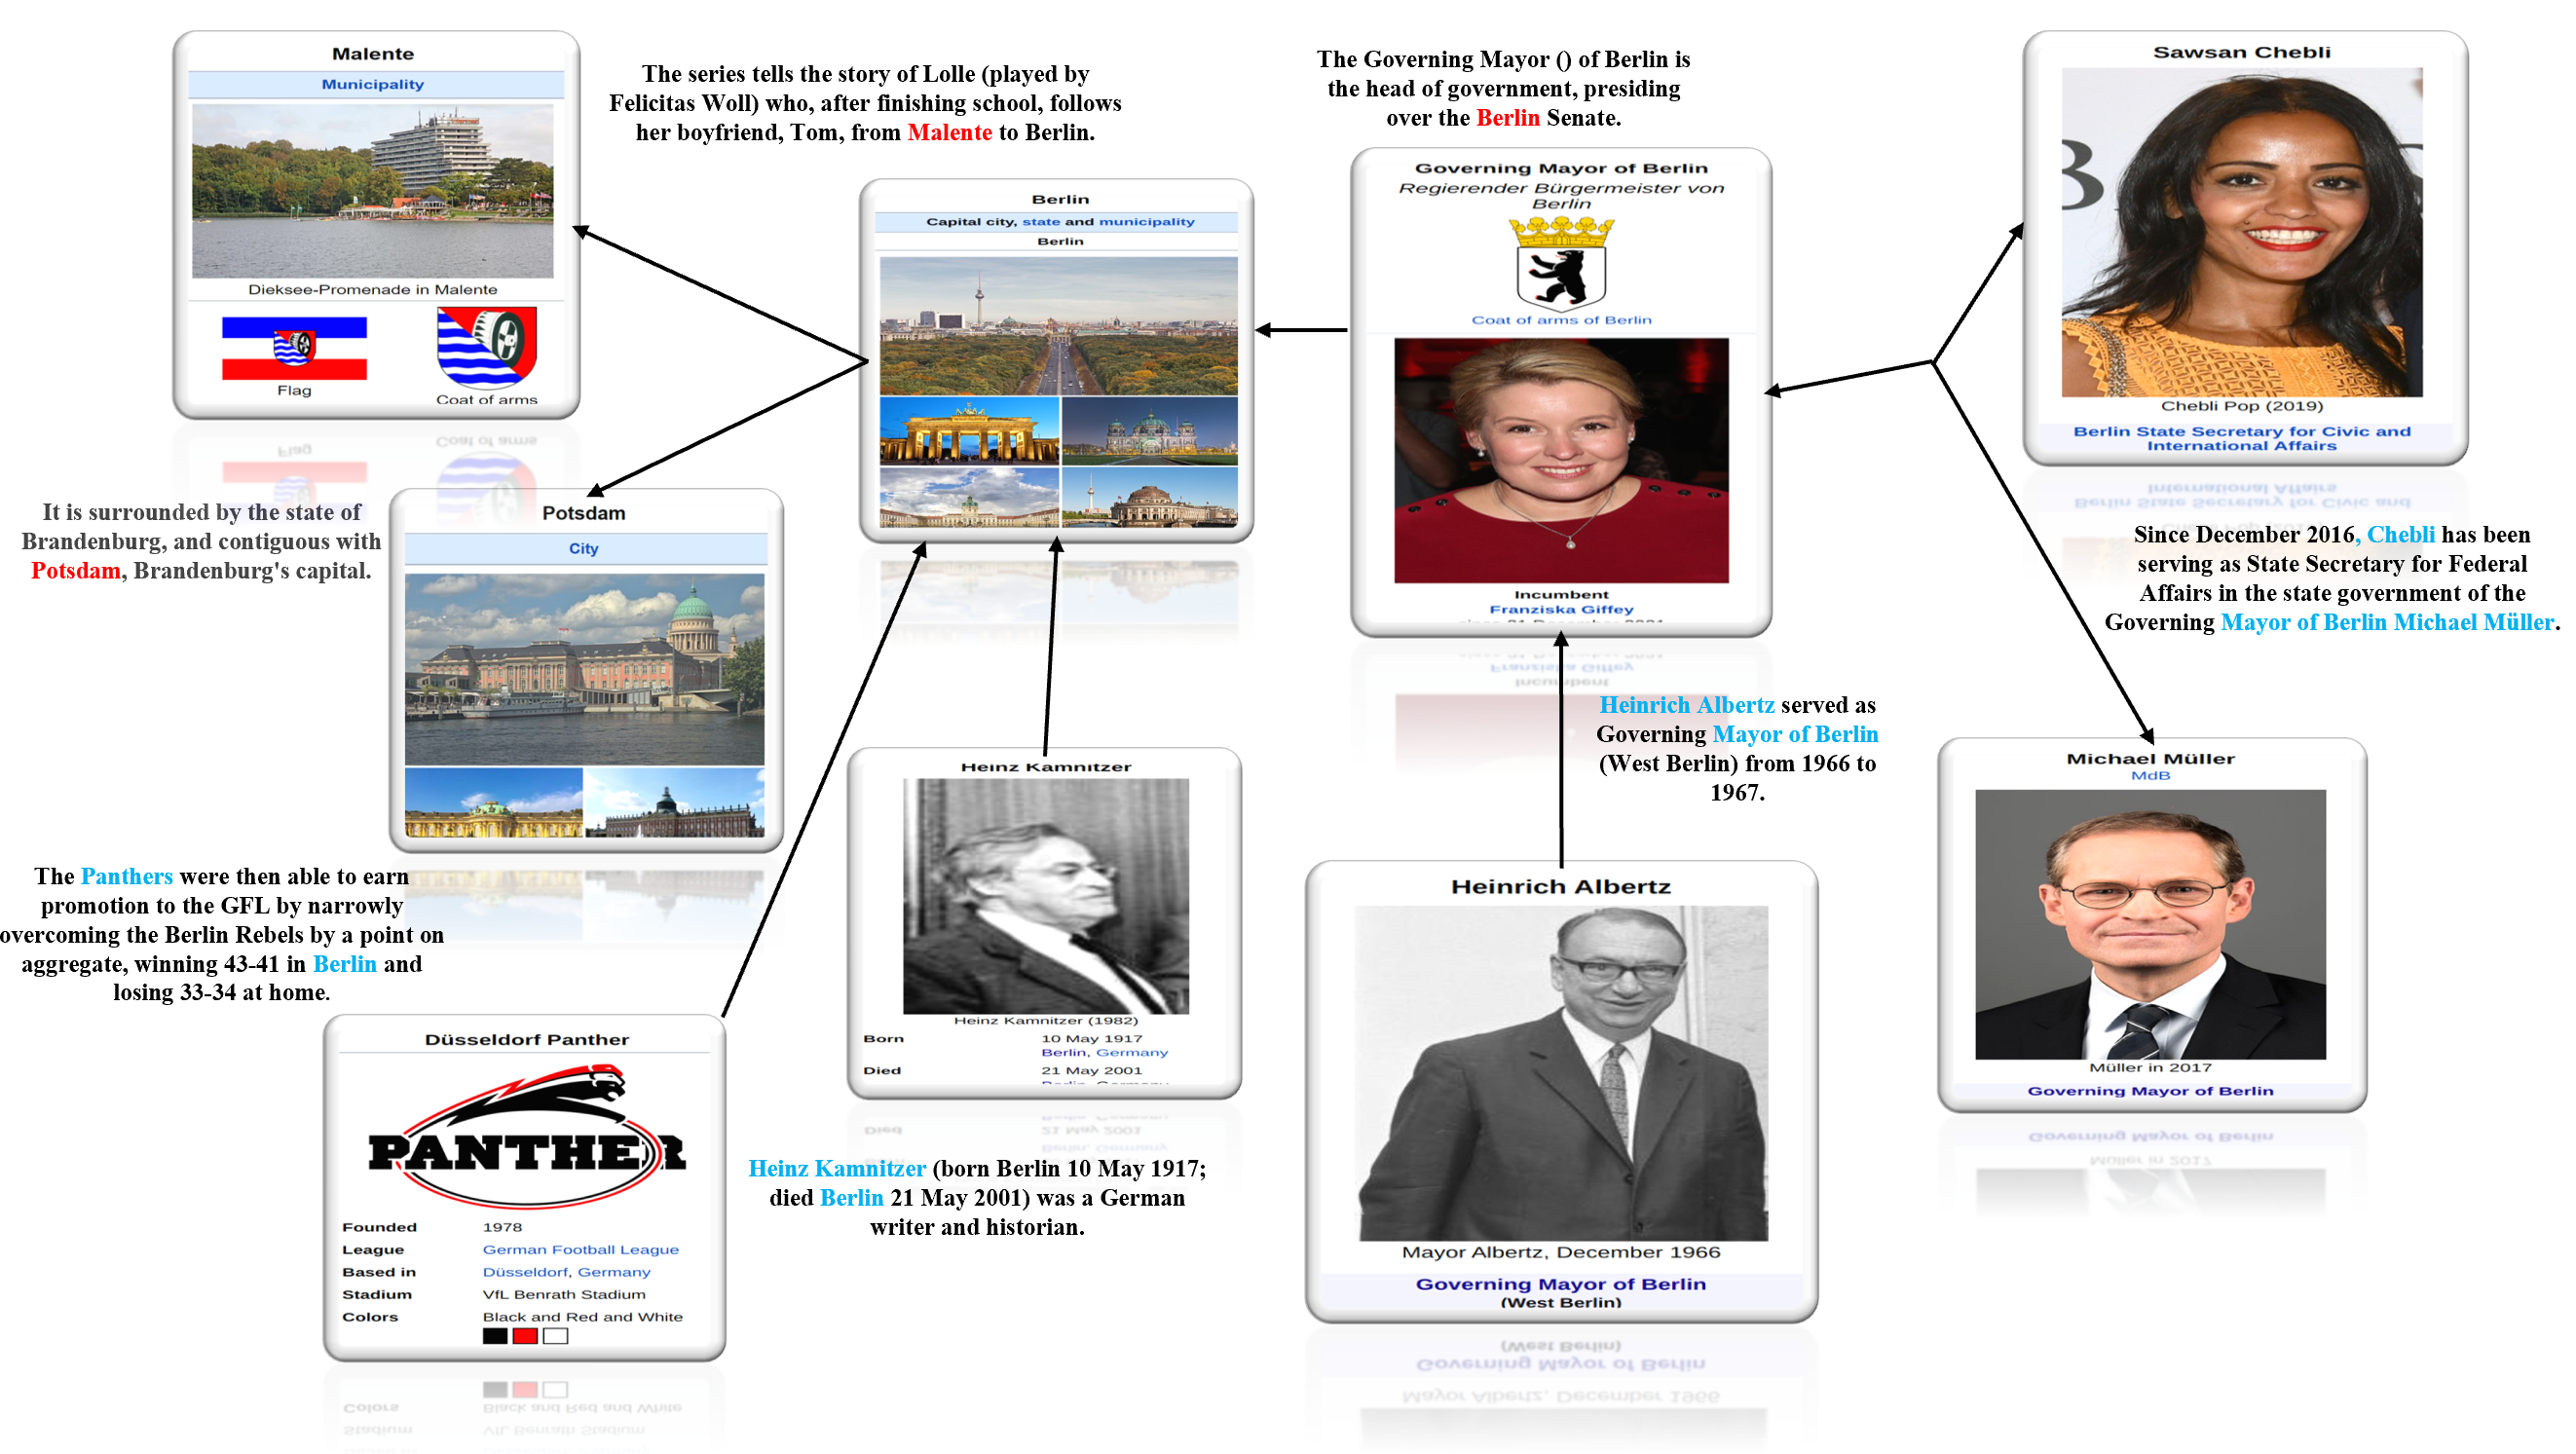 Malente
Municipality
Dieksee-Promenade in Malente
Flag
Coat of arms
The series tells the story of Lolle (played by
Felicitas Woll) who, after finishing school, follows
her boyfriend, Tom, from Malente to Berlin.
The Governing Mayor () of Berlin is
the head of government, presiding
over the Berlin Senate.
Berlin
Capital city, state and municipality
Berlin
Governing Mayor of Berlin
Regierender Bürgermeister von
Berlin
Coat of arms of Berlin
Incumbent
Franziska Giffey
since 21 December 2021
Sawsan Chebli
Chebli Pop (2019)
Berlin State Secretary for Civic and
International Affairs
Since December 2016, Chebli has been
serving as State Secretary for Federal
Affairs in the state government of the
Governing Mayor of Berlin Michael Müller.
It is surrounded by the state of
Brandenburg, and contiguous with
Potsdam, Brandenburg's capital.
Potsdam
City
Heinrich Albertz served as
Governing Mayor of Berlin
(West Berlin) from 1966 to
1967.
Michael Müller
MdB
Müller in 2017
Governing Mayor of Berlin
Heinz Kamnitzer
Heinz Kamnitzer (1982)
Born 10 May 1917
Berlin, Germany
Died 21 May 2001
Berlin, Germany
Heinz Kamnitzer (born Berlin 10 May 1917;
died Berlin 21 May 2001) was a German
writer and historian.
Heinrich Albertz
Mayor Albertz, December 1966
Governing Mayor of Berlin
(West Berlin)
The Panthers were then able to earn
promotion to the GFL by narrowly
overcoming the Berlin Rebels by a point on
aggregate, winning 43-41 in Berlin and
losing 33-34 at home.
Düsseldorf Panther
PANTHER
Founded 1978
League German Football League
Based in Düsseldorf, Germany
Stadium VfL Benrath Stadium
Colors Black and Red and White